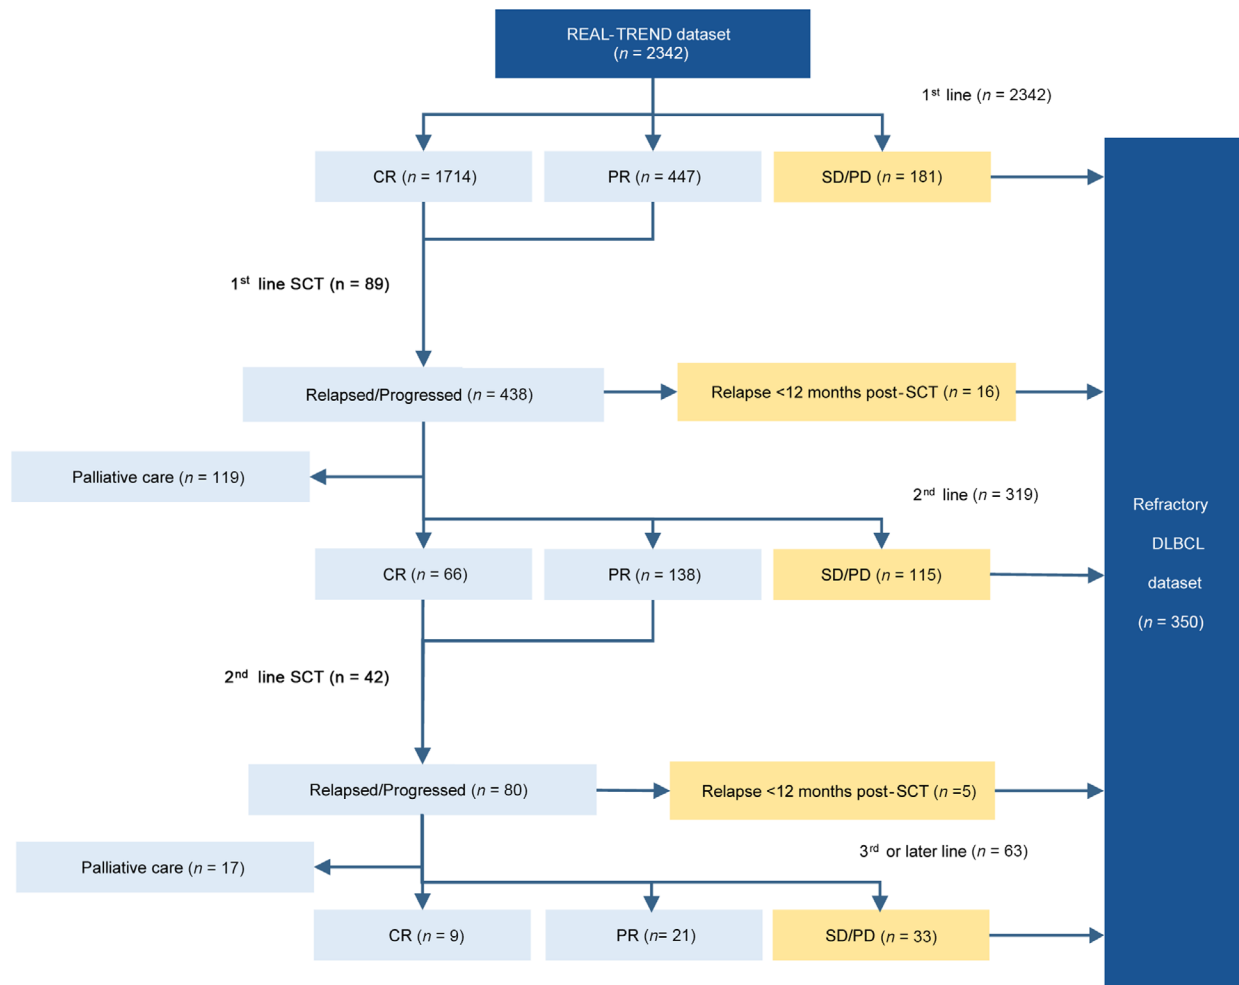 REAL-TREND dataset
(n = 2342)
1st line (n = 2342)
CR (n = 1714)
PR (n = 447)
SD/PD (n = 181)
1st line SCT (n = 89)
Relapsed/Progressed (n = 438)
Relapse <12 months post-SCT (n = 16)
Palliative care (n = 119)
2nd line (n = 319)
CR (n = 66)
PR (n = 138)
SD/PD (n = 115)
Refractory
DLBCL
dataset
(n = 350)
2nd line SCT (n = 42)
Relapsed/Progressed (n = 80)
Relapse <12 months post-SCT (n =5)
Palliative care (n = 17)
3rd or later line (n = 63)
CR (n = 9)
PR (n= 21)
SD/PD (n = 33)